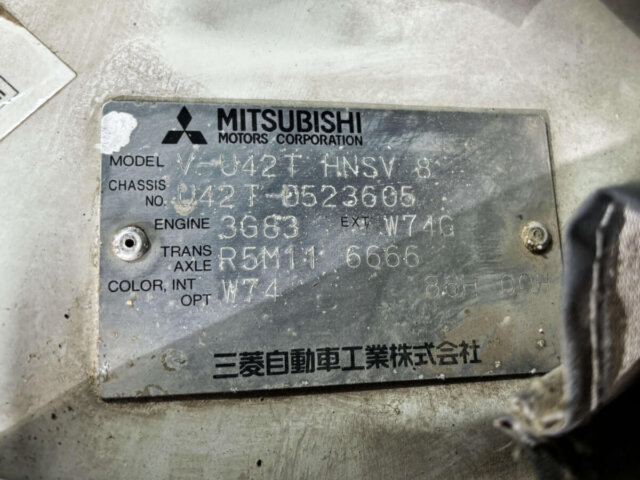 MITSUBISHI
MOTORS CORPORATION
MODEL V-U42T HNSV 8
CHASSIS NO. U42T-0523605
ENGINE 3G83 EXT W74G
TRANS AXLE R5M11 6666
COLOR, INT OPT W74
三菱自動車工業株式会社